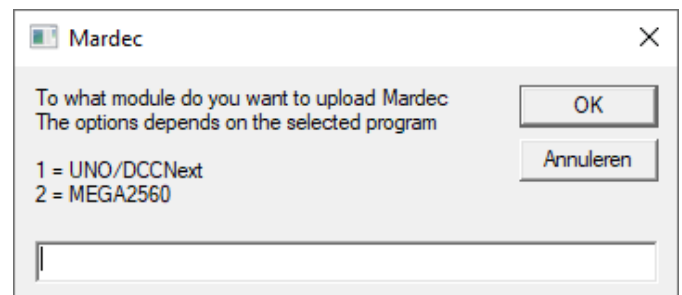 Mardec
To what module do you want to upload Mardec
The options depends on the selected program
1 = UNO/DCCNext
2 = MEGA2560
OK
Annuleren